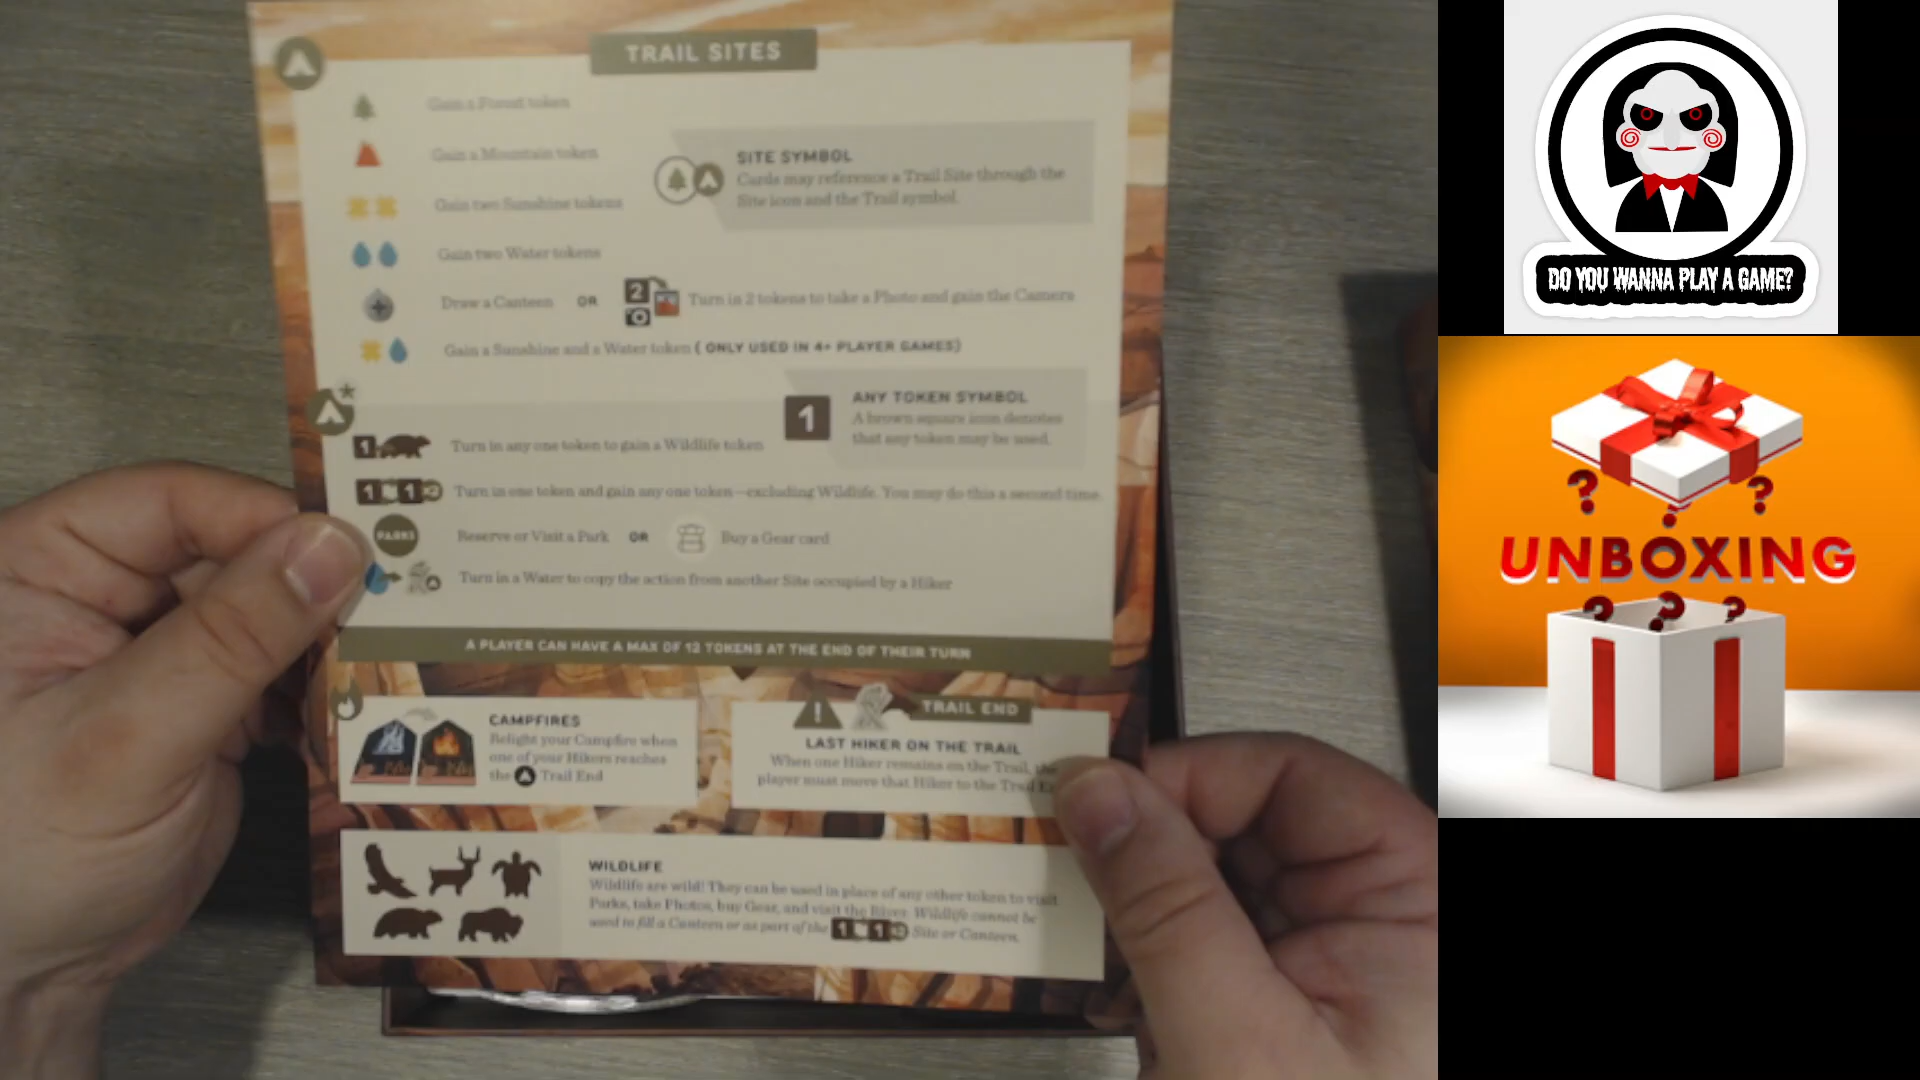 TRAIL SITES
Gain a Forest token
Gain a Mountain token
Gain two Sunshine tokens
Gain two Water tokens
Draw a Canteen OR 2 Turn in 2 tokens to take a Photo and gain the Camera
Gain a Sunshine and a Water token ( ONLY USED IN 4+ PLAYER GAMES)
SITE SYMBOL
Cards may reference a Trail Site through the
Site icon and the Trail symbol.
1
ANY TOKEN SYMBOL
A brown square icon denotes
that any token may be used.
1 Turn in any one token to gain a Wildlife token
1 1 Turn in one token and gain any one token—excluding Wildlife. You may do this a second time.
PARKS Reserve or Visit a Park OR Buy a Gear card
Turn in a Water to copy the action from another Site occupied by a Hiker
A PLAYER CAN HAVE A MAX OF 12 TOKENS AT THE END OF THEIR TURN
CAMPFIRES
Relight your Campfire when
one of your Hikers reaches
the Trail End
! TRAIL END
LAST HIKER ON THE TRAIL
When one Hiker remains on the Trail,
player must move that Hiker to the Trail
WILDLIFE
Wildlife are wild! They can be used in place of any other token to visit
Parks, take Photos, buy Gear, and visit the River. Wildlife cannot be
used to fill a Canteen or as part of the 1 1 Site or Canteen.
DO YOU WANNA PLAY A GAME?
? ?
?
UNBOXING
? ? ?